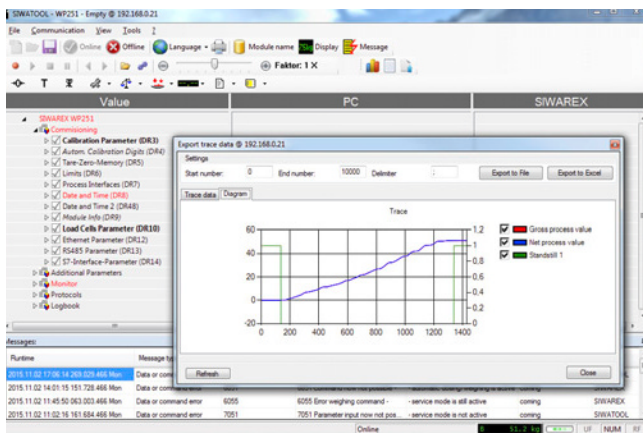 SIWATOOL - WP251 - Empty @ 192.168.0.21
File Communication View Tools ?
Online Offline Language Module name Display Message
Faktor: 1 X
Value PC SIWAREX
SIWAREX WP251
Commisioning
Calibration Parameter (DR3)
Autom. Calibration Digits (DR4)
Tare-Zero-Memory (DR5)
Limits (DR6)
Process Interfaces (DR7)
Date and Time (DR8)
Date and Time 2 (DR48)
Module Info (DR9)
Load Cells Parameter (DR10)
Ethernet Parameter (DR12)
RS485 Parameter (DR13)
S7-Interface-Parameter (DR14)
Additional Parameters
Monitor
Protocols
Logbook
Export trace data @ 192.168.0.21
Settings
Start number: 0 End number: 10000 Delimiter ; Export to File Export to Excel
Trace data Diagram
Trace
60 1,2
40 1
0,8
20 0,6
0 0,4
0,2
-20 0
0 200 400 600 800 1000 1200 1400
Gross process value
Net process value
Standstill 1
Refresh Close
Messages:
Runtime Message ty
2015.11.02 17:06:14 269.029.466 Mon Data or comm
2015.11.02 14:01:15 151.728.466 Mon Data or command error
2015.11.02 11:45:50 063.003.466 Mon Data or command error 6055 6055 Error weighing command - - service mode is still active coming SIWAREX
2015.11.02 11:02:16 161.684.466 Mon Data or command error 7051 7051 Parameter input now not pos... - service mode is not active coming SIWATOOL
Online 51.2 kg UF NUM RF